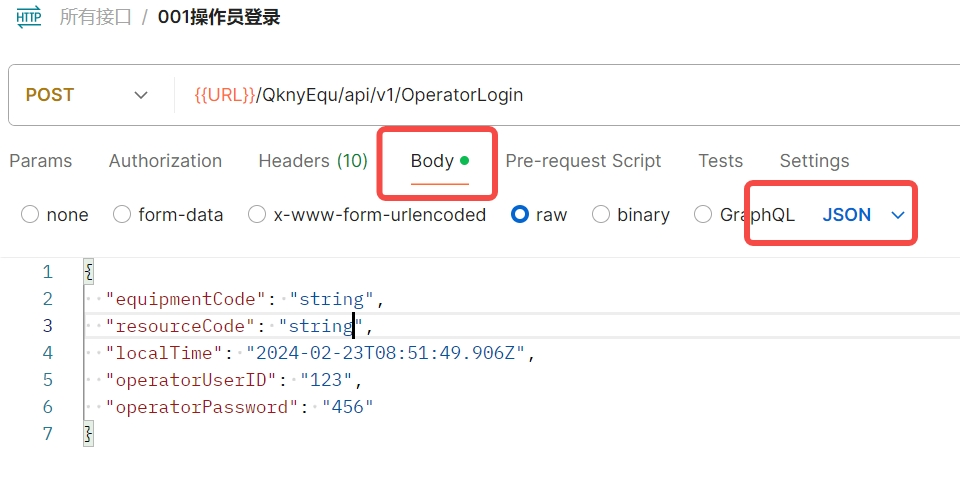 HTTP 所有接口 / 001操作员登录
POST {{URL}}/QknyEqu/api/v1/OperatorLogin
Params Authorization Headers (10) Body Pre-request Script Tests Settings
none form-data x-www-form-urlencoded raw binary GraphQL JSON
1 {
2 "equipmentCode": "string",
3 "resourceCode": "string",
4 "localTime": "2024-02-23T08:51:49.906Z",
5 "operatorUserID": "123",
6 "operatorPassword": "456"
7 }